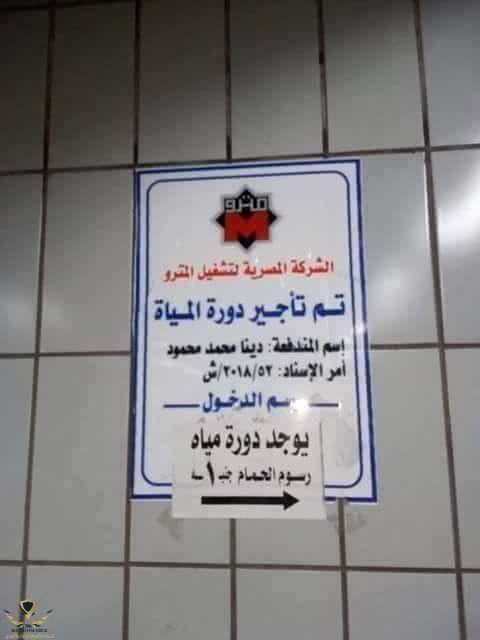 مترو
M
الشركة المصرية لتشغيل المترو
تم تأجير دورة المياة
إسم المندفعة: دينا محمد محمود
أمر الإسناد: ٢٠١٨/٥٢/ش
ـسم الدخول
يوجد دورة مياه
رسوم الحمام ١ جنيه